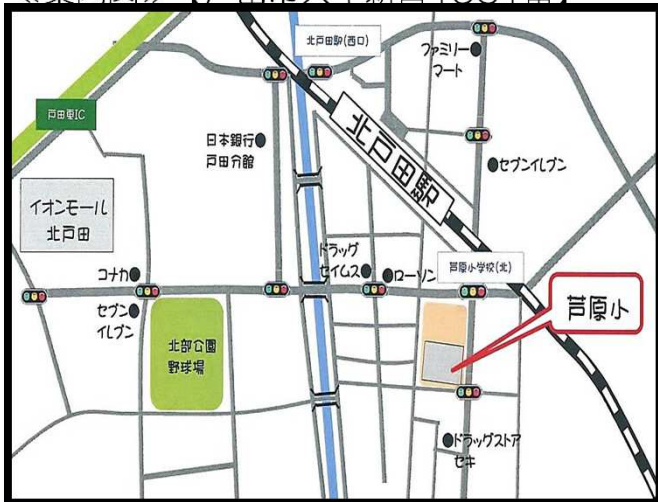 北戸田駅(西口)
ファミリー
マート
戸田東IC
日本銀行
戸田分館
北戸田駅
セブンイレブン
イオンモール
北戸田
ドラッグ
セイムス
ローソン
芦原小学校(北)
コナカ
セブン
イレブン
芦原小
北部公園
野球場
ドラッグストア
セキ